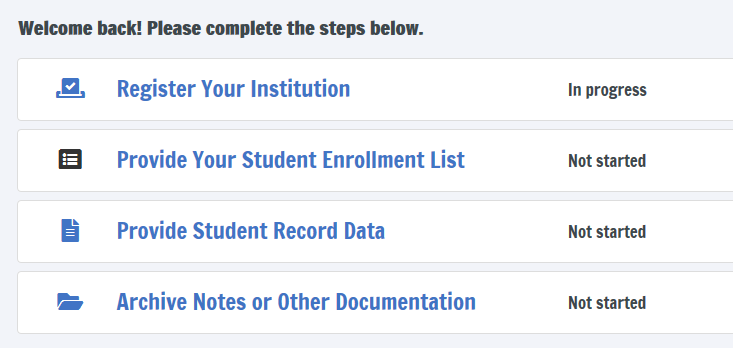 Welcome back! Please complete the steps below.
Register Your Institution In progress
Provide Your Student Enrollment List Not started
Provide Student Record Data Not started
Archive Notes or Other Documentation Not started